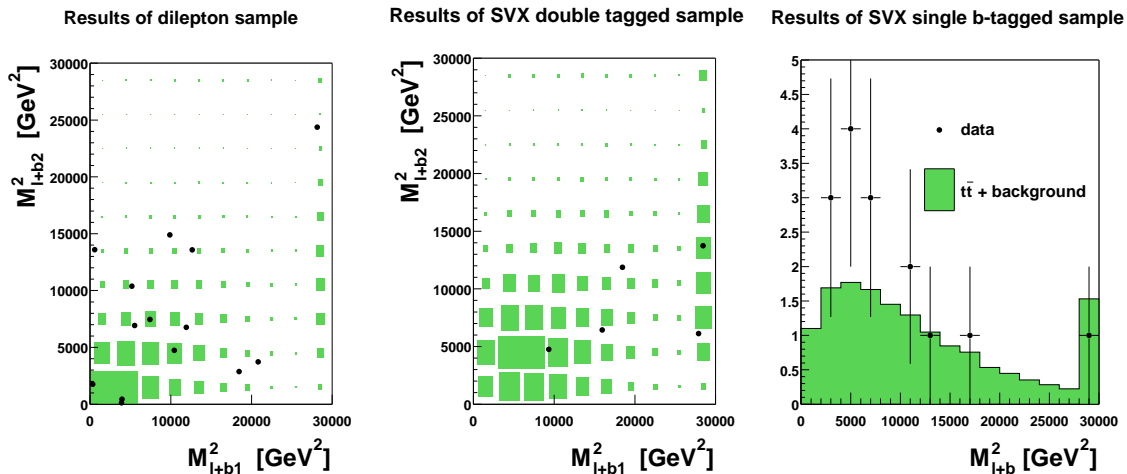 Results of dilepton sample
M²l+b2 [GeV²]
30000
25000
20000
15000
10000
5000
0
0 10000 20000 30000
M²l+b1 [GeV²]
Results of SVX double tagged sample
M²l+b2 [GeV²]
30000
25000
20000
15000
10000
5000
0
0 10000 20000 30000
M²l+b1 [GeV²]
Results of SVX single b-tagged sample
5
4.5
4
3.5
3
2.5
2
1.5
1
0.5
0
data
tt̄ + background
0 5000 10000 15000 20000 25000 30000
M²l+b [GeV²]